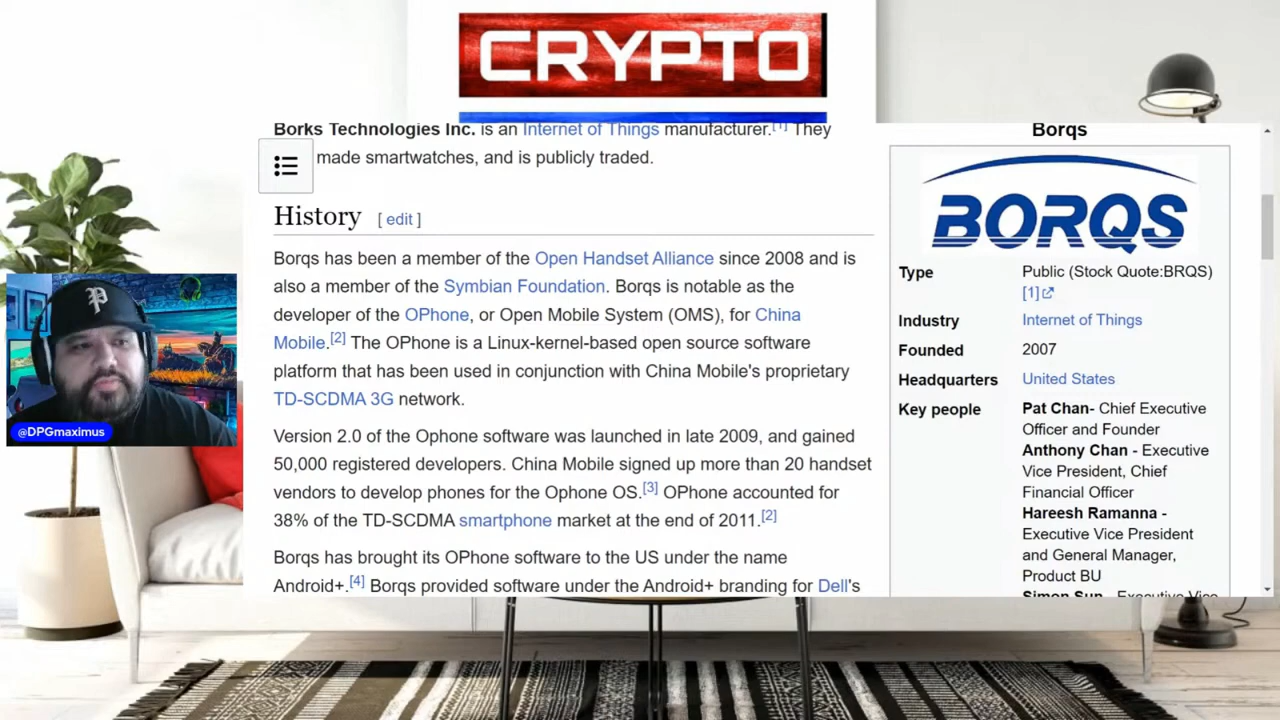 CRYPTO
Borks Technologies Inc. is an Internet of Things manufacturer.[1] They
made smartwatches, and is publicly traded.
History [ edit ]
Borqs has been a member of the Open Handset Alliance since 2008 and is
also a member of the Symbian Foundation. Borqs is notable as the
developer of the OPhone, or Open Mobile System (OMS), for China
Mobile.[2] The OPhone is a Linux-kernel-based open source software
platform that has been used in conjunction with China Mobile's proprietary
TD-SCDMA 3G network.
Version 2.0 of the Ophone software was launched in late 2009, and gained
50,000 registered developers. China Mobile signed up more than 20 handset
vendors to develop phones for the Ophone OS.[3] OPhone accounted for
38% of the TD-SCDMA smartphone market at the end of 2011.[2]
Borqs has brought its OPhone software to the US under the name
Android+.[4] Borqs provided software under the Android+ branding for Dell's
Borqs
BORQS
Type Public (Stock Quote:BRQS)
[1]
Industry Internet of Things
Founded 2007
Headquarters United States
Key people Pat Chan- Chief Executive
Officer and Founder
Anthony Chan - Executive
Vice President, Chief
Financial Officer
Hareesh Ramanna -
Executive Vice President
and General Manager,
Product BU
Simon Sun - Executive Vice
P
@DPGmaximus